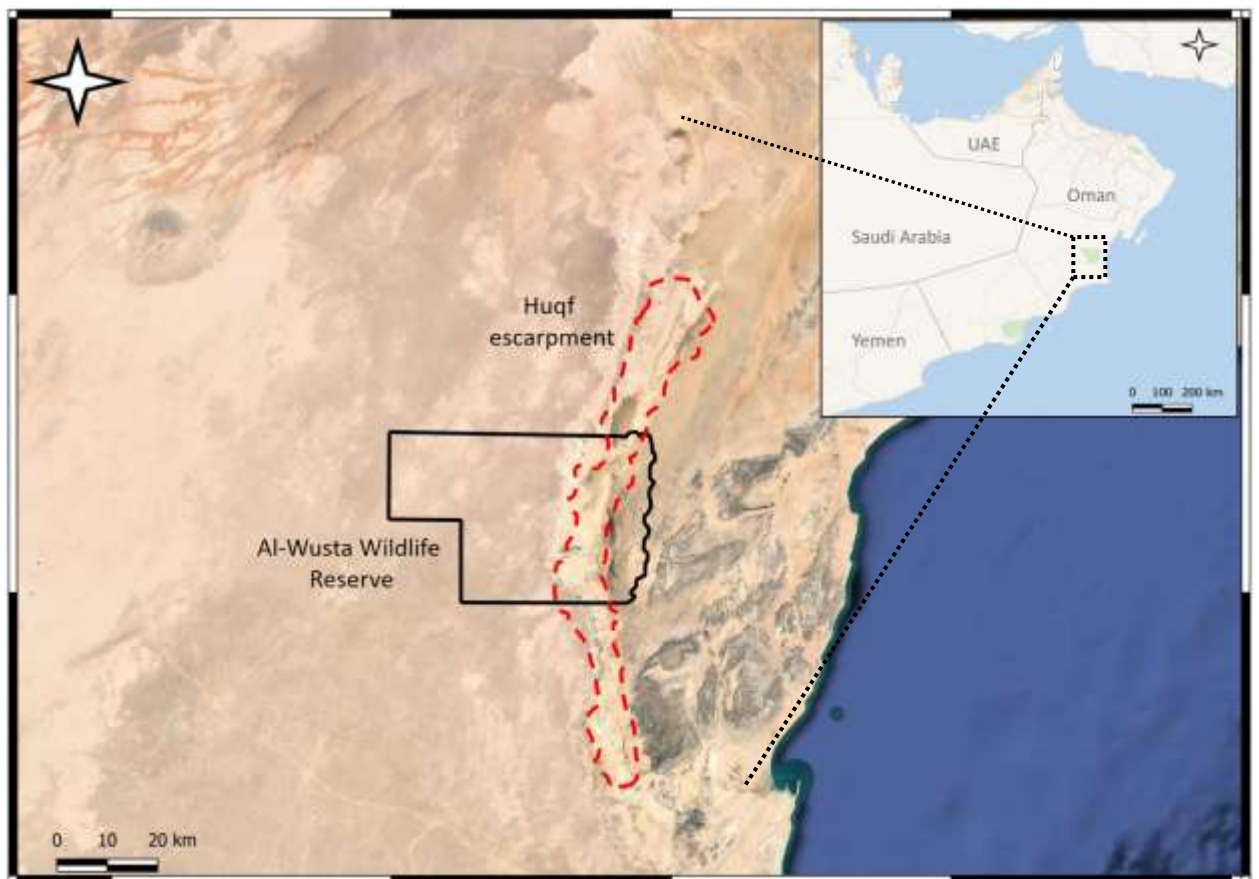 UAE
Oman
Saudi Arabia
Yemen
0 100 200 km
Huqf
escarpment
Al-Wusta Wildlife
Reserve
0 10 20 km